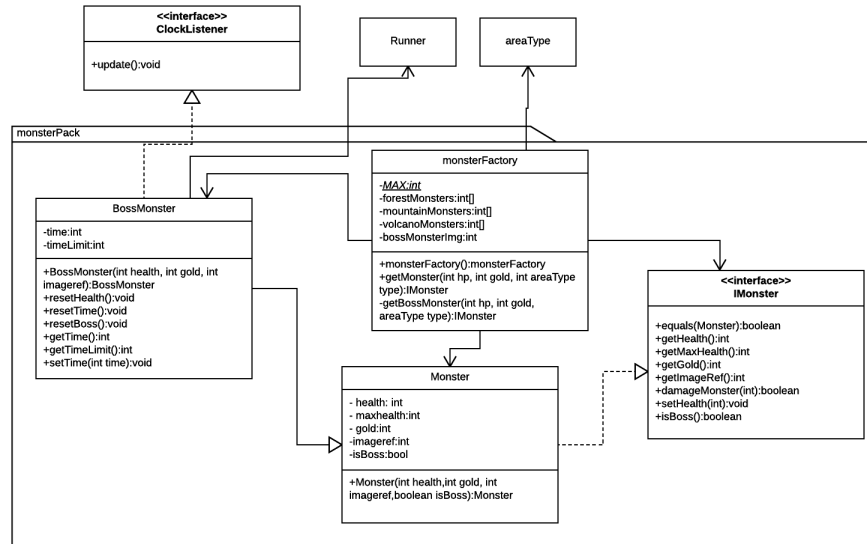 <<interface>>
ClockListener
+update():void
Runner
areaType
monsterPack
monsterFactory
-MAX:int
-forestMonsters:int[]
-mountainMonsters:int[]
-volcanoMonsters:int[]
-bossMonsterImg:int
+monsterFactory():monsterFactory
+getMonster(int hp, int gold, int areaType
type):IMonster
-getBossMonster(int hp, int gold,
areaType type):IMonster
BossMonster
-time:int
-timeLimit:int
+BossMonster(int health, int gold, int
imageref):BossMonster
+resetHealth():void
+resetTime():void
+resetBoss():void
+getTime():int
+getTimeLimit():int
+setTime(int time):void
<<interface>>
IMonster
+equals(Monster):boolean
+getHealth():int
+getMaxHealth():int
+getGold():int
+getImageRef():int
+damageMonster(int):boolean
+setHealth(int):void
+isBoss():boolean
Monster
- health: int
- maxhealth:int
- gold:int
-imageref:int
-isBoss:bool
+Monster(int health,int gold, int
imageref,boolean isBoss):Monster